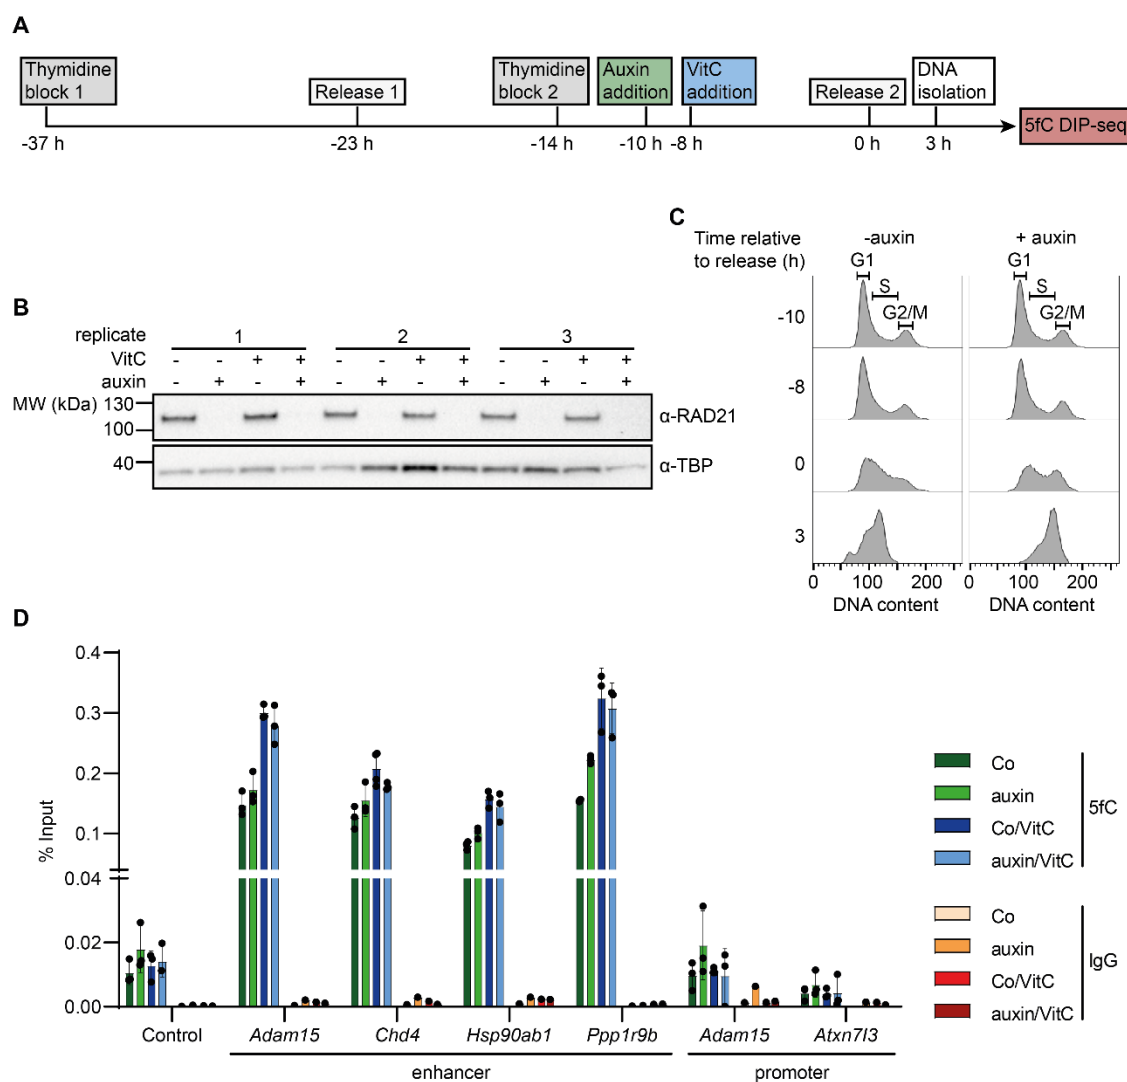 A
Thymidine
block 1
Release 1
Thymidine
block 2
Auxin
addition
VitC
addition
Release 2
DNA
isolation
5fC DIP-seq
-37 h
-23 h
-14 h
-10 h
-8 h
0 h
3 h
B
replicate 1 2 3
VitC - - + + - - + + - - + +
auxin - + - + - + - + - + - +
MW (kDa)
130
100
α-RAD21
40
α-TBP
C
Time relative
to release (h)
-auxin
+ auxin
G1
S
G2/M
G1
S
G2/M
-10
-8
0
3
0 100 200
0 100 200
DNA content
DNA content
D
% Input
0.4
0.3
0.2
0.1
0.04
0.02
0.00
Control
Adam15
Chd4
Hsp90ab1
Ppp1r9b
Adam15
Atxn7l3
enhancer
promoter
Co
auxin
Co/VitC
auxin/VitC
5fC
Co
auxin
Co/VitC
auxin/VitC
IgG